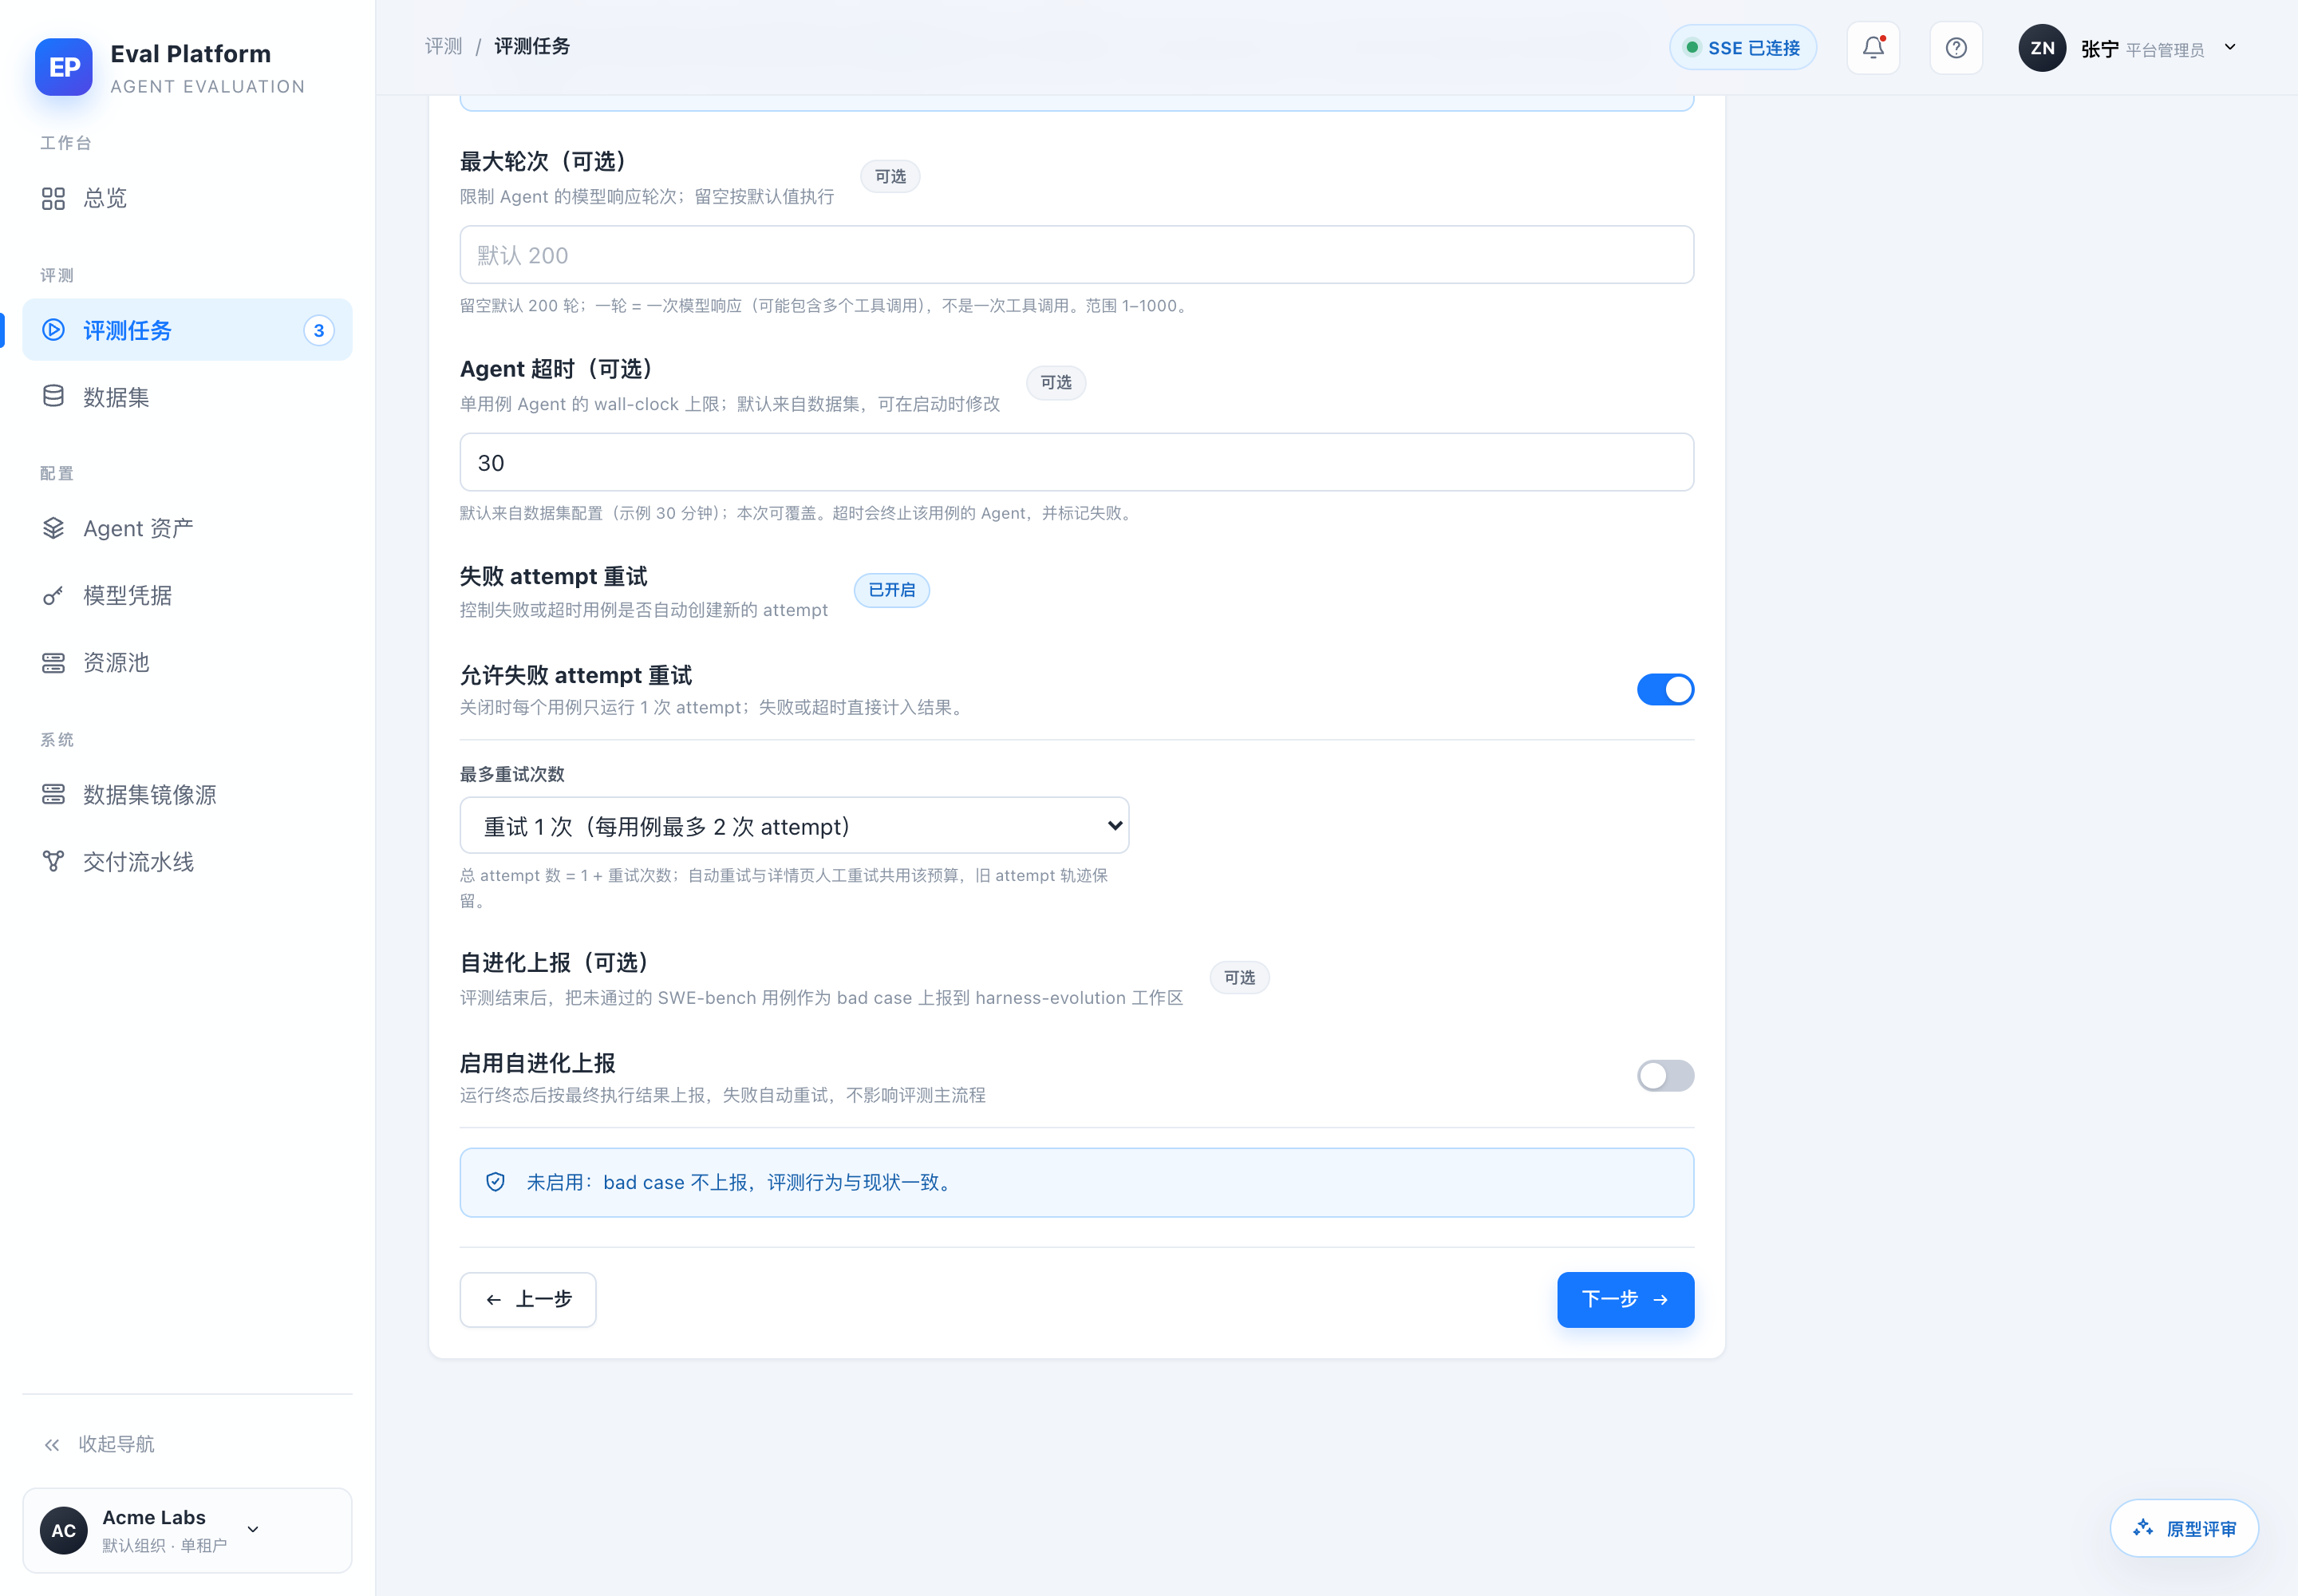 EP
Eval Platform
AGENT EVALUATION
工作台
总览
评测
评测任务
3
数据集
配置
Agent 资产
模型凭据
资源池
系统
数据集镜像源
交付流水线
收起导航
AC
Acme Labs
默认组织 · 单租户
评测 / 评测任务
SSE 已连接
ZN
张宁 平台管理员
最大轮次（可选）
限制 Agent 的模型响应轮次；留空按默认值执行
可选
默认 200
留空默认 200 轮；一轮 = 一次模型响应（可能包含多个工具调用），不是一次工具调用。范围 1–1000。
Agent 超时（可选）
单用例 Agent 的 wall-clock 上限；默认来自数据集，可在启动时修改
可选
30
默认来自数据集配置（示例 30 分钟）；本次可覆盖。超时会终止该用例的 Agent，并标记失败。
失败 attempt 重试
控制失败或超时用例是否自动创建新的 attempt
已开启
允许失败 attempt 重试
关闭时每个用例只运行 1 次 attempt；失败或超时直接计入结果。
最多重试次数
重试 1 次（每用例最多 2 次 attempt）
总 attempt 数 = 1 + 重试次数；自动重试与详情页人工重试共用该预算，旧 attempt 轨迹保
留。
自进化上报（可选）
评测结束后，把未通过的 SWE-bench 用例作为 bad case 上报到 harness-evolution 工作区
可选
启用自进化上报
运行终态后按最终执行结果上报，失败自动重试，不影响评测主流程
未启用：bad case 不上报，评测行为与现状一致。
← 上一步
下一步 →
原型评审